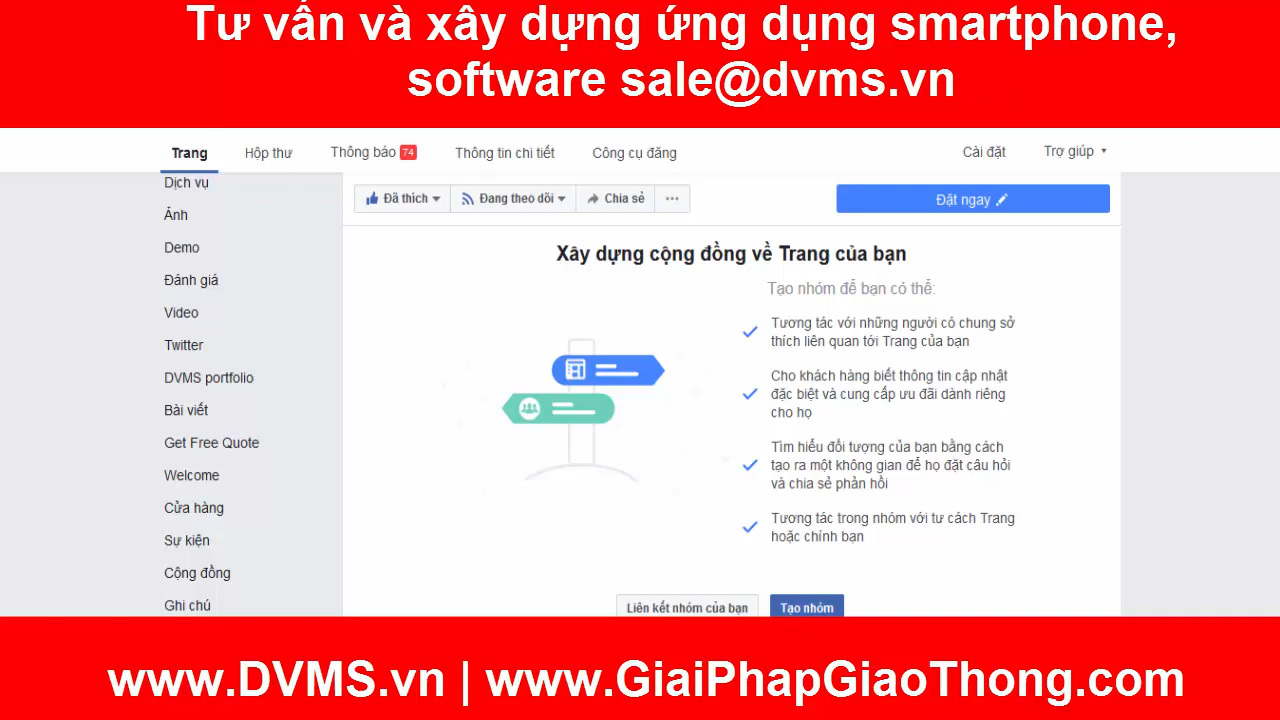 Tư vấn và xây dựng ứng dụng smartphone,
software sale@dvms.vn
Trang Hộp thư Thông báo 74 Thông tin chi tiết Công cụ đăng Cài đặt Trợ giúp
Dịch vụ
Ảnh
Demo
Đánh giá
Video
Twitter
DVMS portfolio
Bài viết
Get Free Quote
Welcome
Cửa hàng
Sự kiện
Cộng đồng
Ghi chú
Đã thích Đang theo dõi Chia sẻ ... Đặt ngay
Xây dựng cộng đồng về Trang của bạn
Tạo nhóm để bạn có thể:
Tương tác với những người có chung sở
thích liên quan tới Trang của bạn
Cho khách hàng biết thông tin cập nhật
đặc biệt và cung cấp ưu đãi dành riêng
cho họ
Tìm hiểu đối tượng của bạn bằng cách
tạo ra một không gian để họ đặt câu hỏi
và chia sẻ phản hồi
Tương tác trong nhóm với tư cách Trang
hoặc chính bạn
Liên kết nhóm của bạn Tạo nhóm
www.DVMS.vn | www.GiaiPhapGiaoThong.com